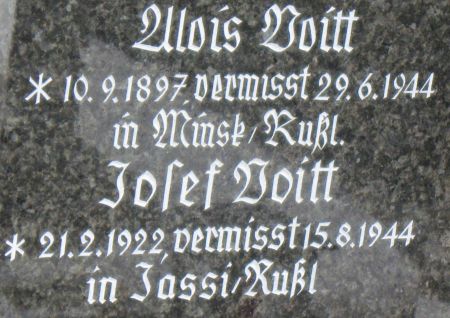 Alois Voitt
* 10.9.1897, vermisst 29.6.1944
in Minsk/Rußl.
Josef Voitt
* 21.2.1922, vermisst 15.8.1944
in Jassi/Rußl